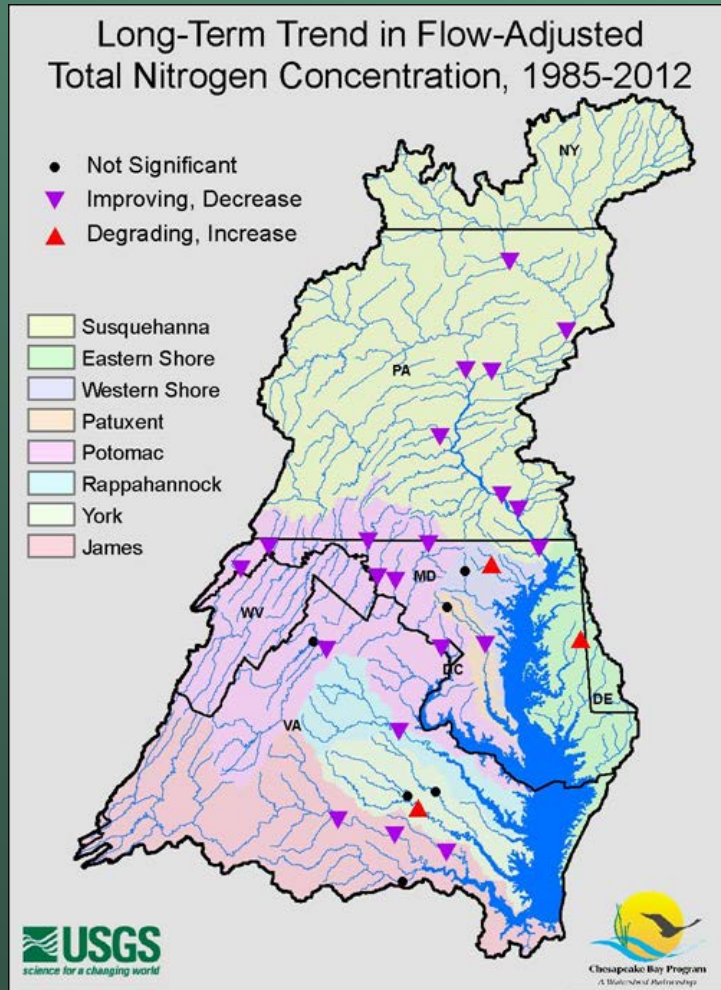 Long-Term Trend in Flow-Adjusted
Total Nitrogen Concentration, 1985-2012
Not Significant
Improving, Decrease
Degrading, Increase
Susquehanna
Eastern Shore
Western Shore
Patuxent
Potomac
Rappahannock
York
James
NY
PA
MD
WV
DC
DE
VA
USGS
science for a changing world
Chesapeake Bay Program
A Watershed Partnership